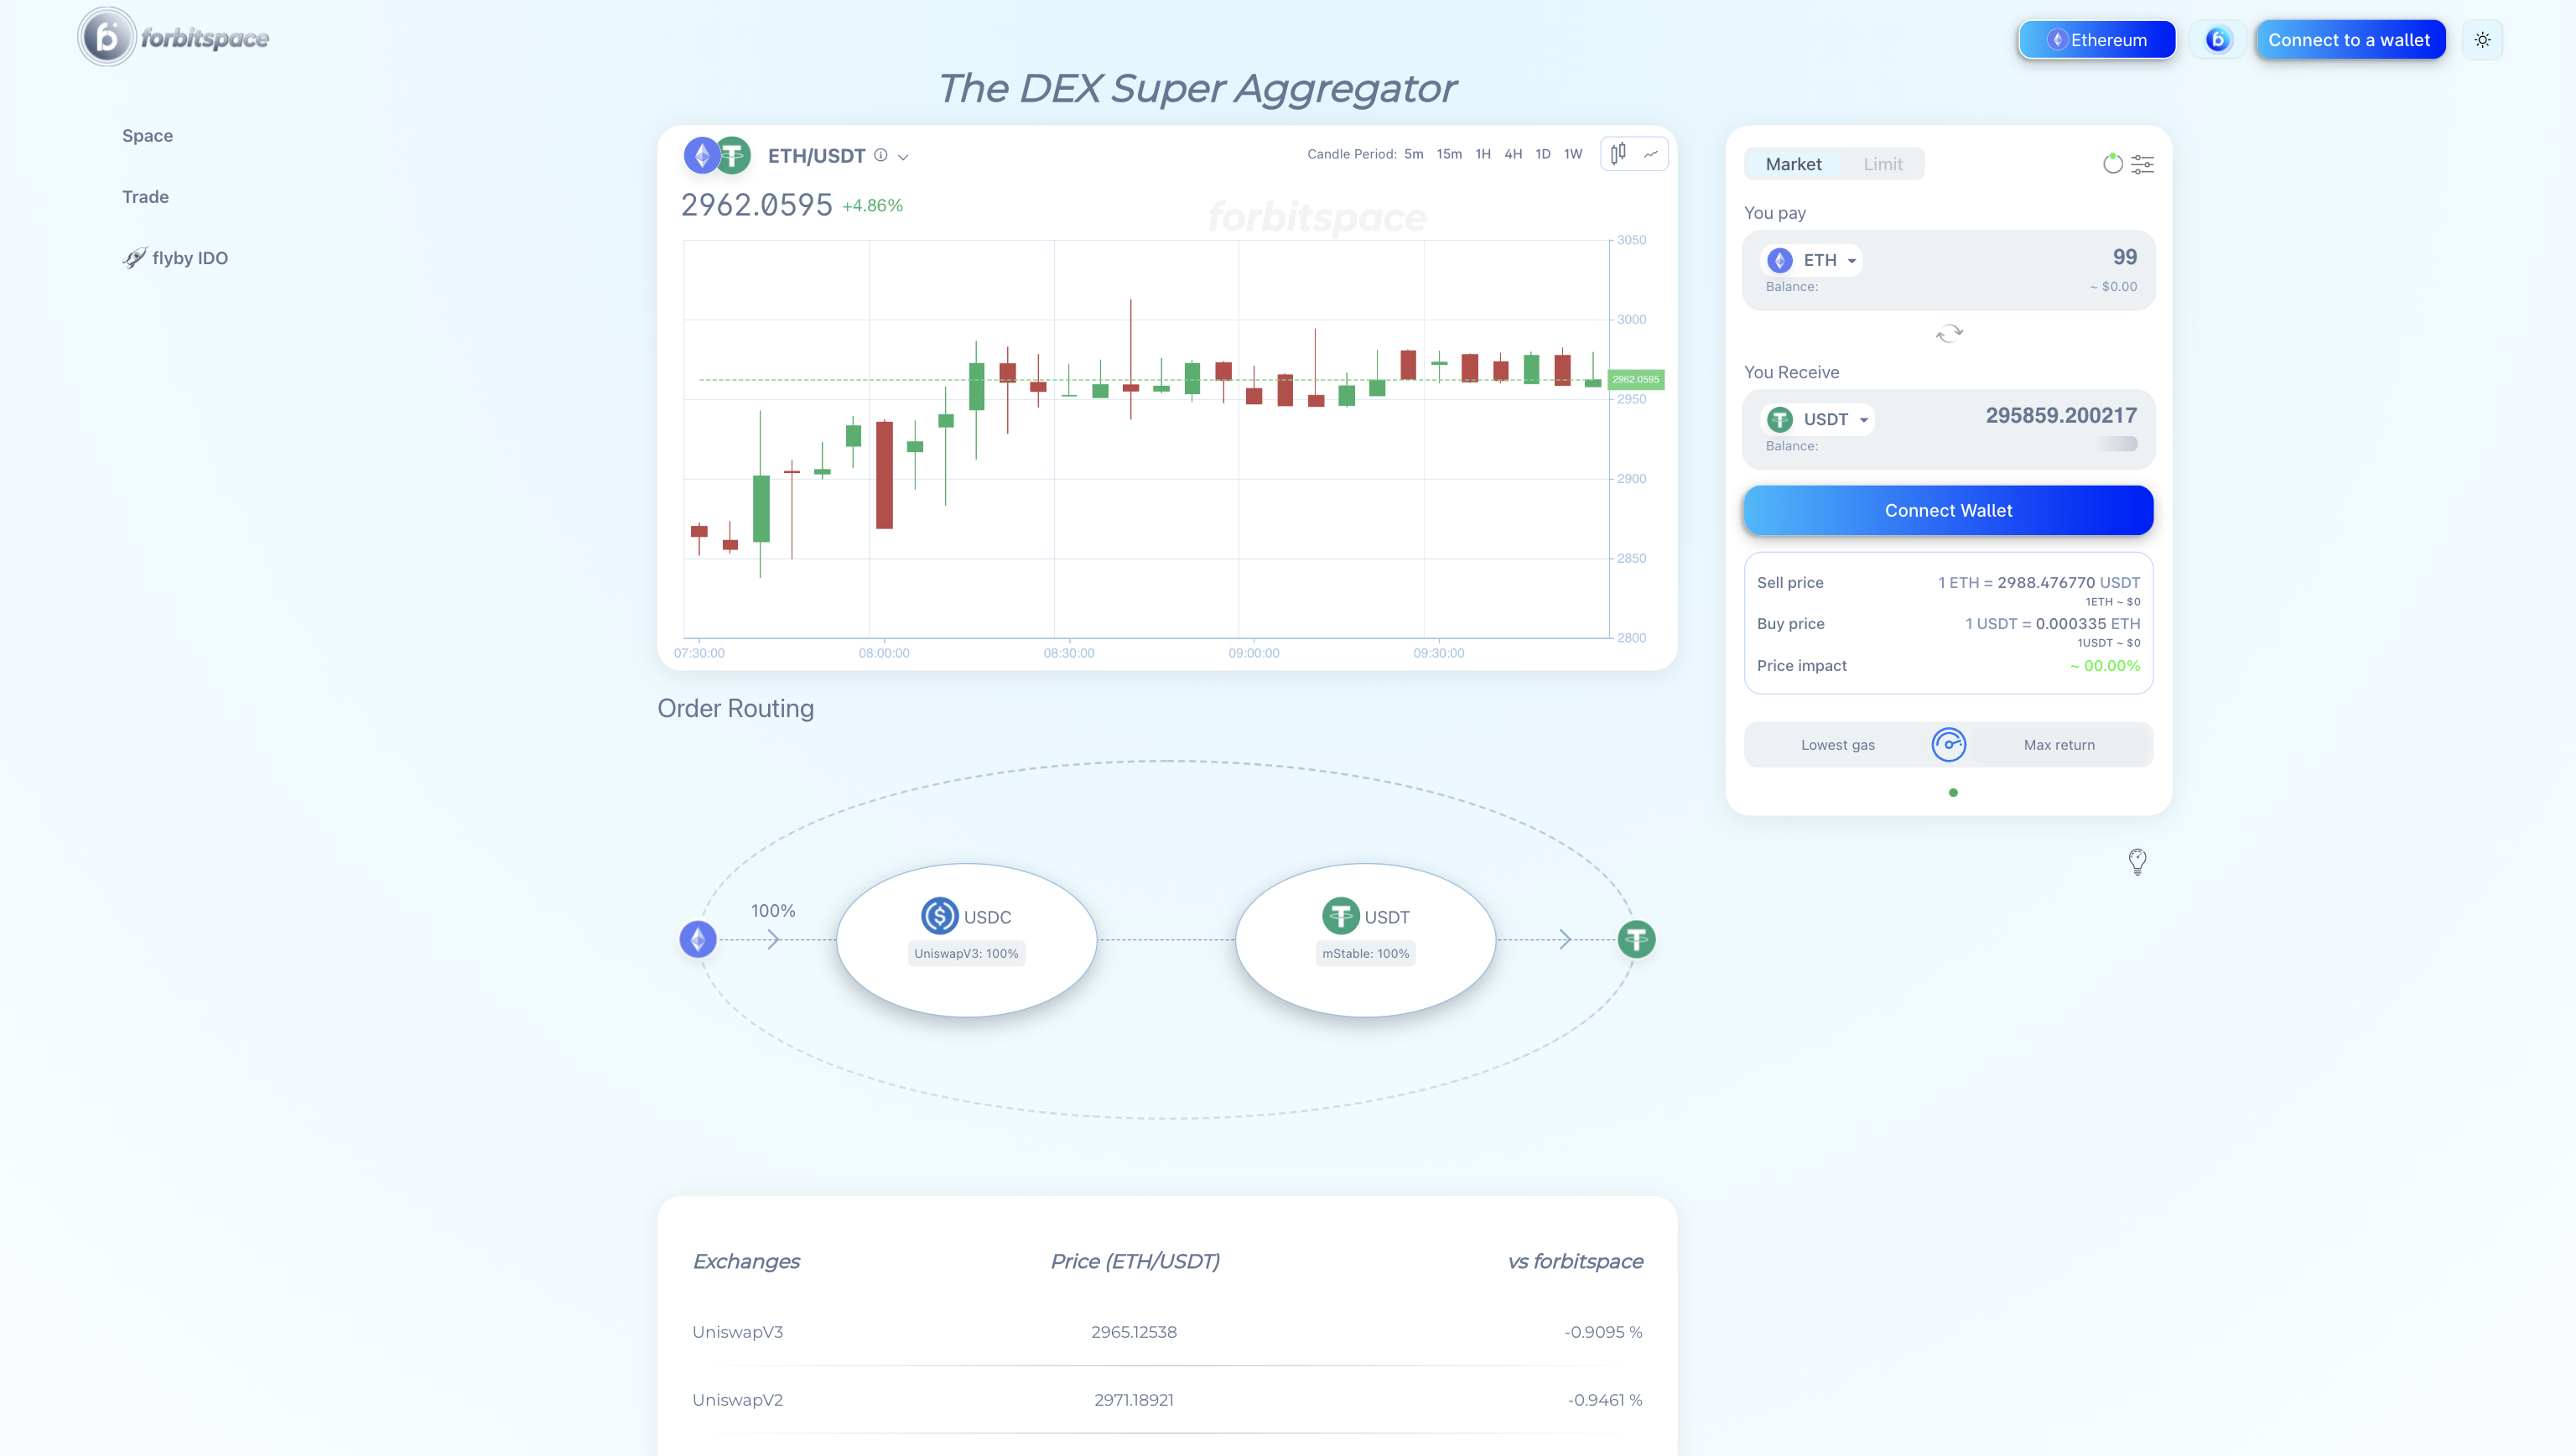 forbitspace
Ethereum
Connect to a wallet
The DEX Super Aggregator
Space
Trade
flyby IDO
ETH/USDT
Candle Period: 5m 15m 1H 4H 1D 1W
2962.0595 +4.86%
forbitspace
3050
3000
2962.0595
2950
2900
2850
2800
07:30:00 08:00:00 08:30:00 09:00:00 09:30:00
Market Limit
You pay
ETH 99
Balance: ~ $0.00
You Receive
USDT 295859.200217
Balance:
Connect Wallet
Sell price 1 ETH = 2988.476770 USDT
1ETH ~ $0
Buy price 1 USDT = 0.000335 ETH
1USDT ~ $0
Price impact ~ 00.00%
Lowest gas Max return
Order Routing
100%
USDC
UniswapV3: 100%
USDT
mStable: 100%
Exchanges Price (ETH/USDT) vs forbitspace
UniswapV3 2965.12538 -0.9095 %
UniswapV2 2971.18921 -0.9461 %